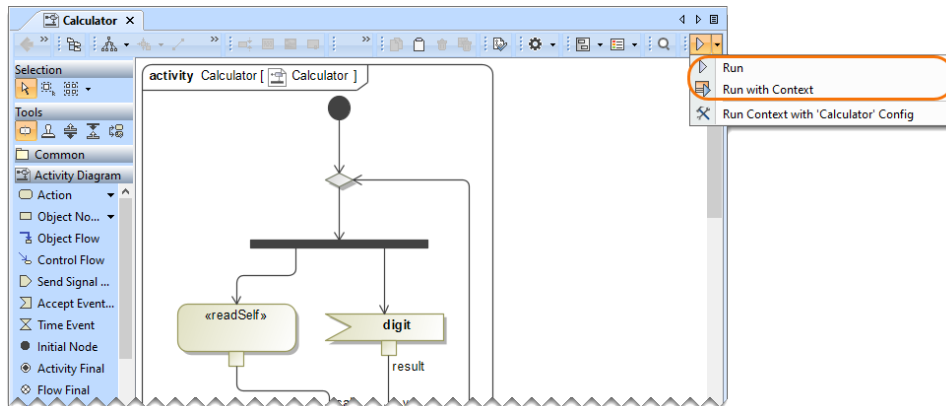 Calculator
Selection
Tools
Common
Activity Diagram
Action
Object No...
Object Flow
Control Flow
Send Signal ...
Accept Event...
Time Event
Initial Node
Activity Final
Flow Final
activity Calculator [ Calculator ]
«readSelf»
digit
result
Run
Run with Context
Run Context with 'Calculator' Config